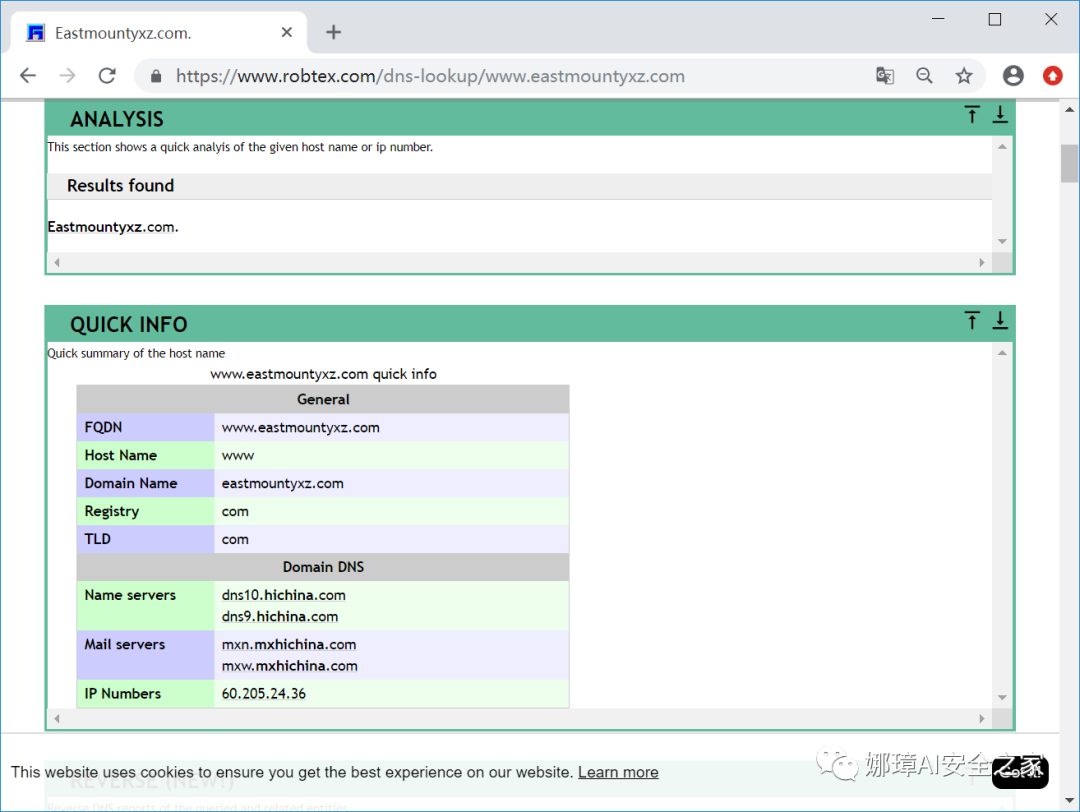 Eastmountyxz.com.
https://www.robtex.com/dns-lookup/www.eastmountyxz.com
ANALYSIS
This section shows a quick analyis of the given host name or ip number.
Results found
Eastmountyxz.com.
QUICK INFO
Quick summary of the host name
www.eastmountyxz.com quick info
General
FQDN www.eastmountyxz.com
Host Name www
Domain Name eastmountyxz.com
Registry com
TLD com
Domain DNS
Name servers dns10.hichina.com
dns9.hichina.com
Mail servers mxn.mxhichina.com
mxw.mxhichina.com
IP Numbers 60.205.24.36
REVERSE (NEW!)
This website uses cookies to ensure you get the best experience on our website. Learn more
娜璋AI安全之家
Reverse DNS reports of the queried and related entities